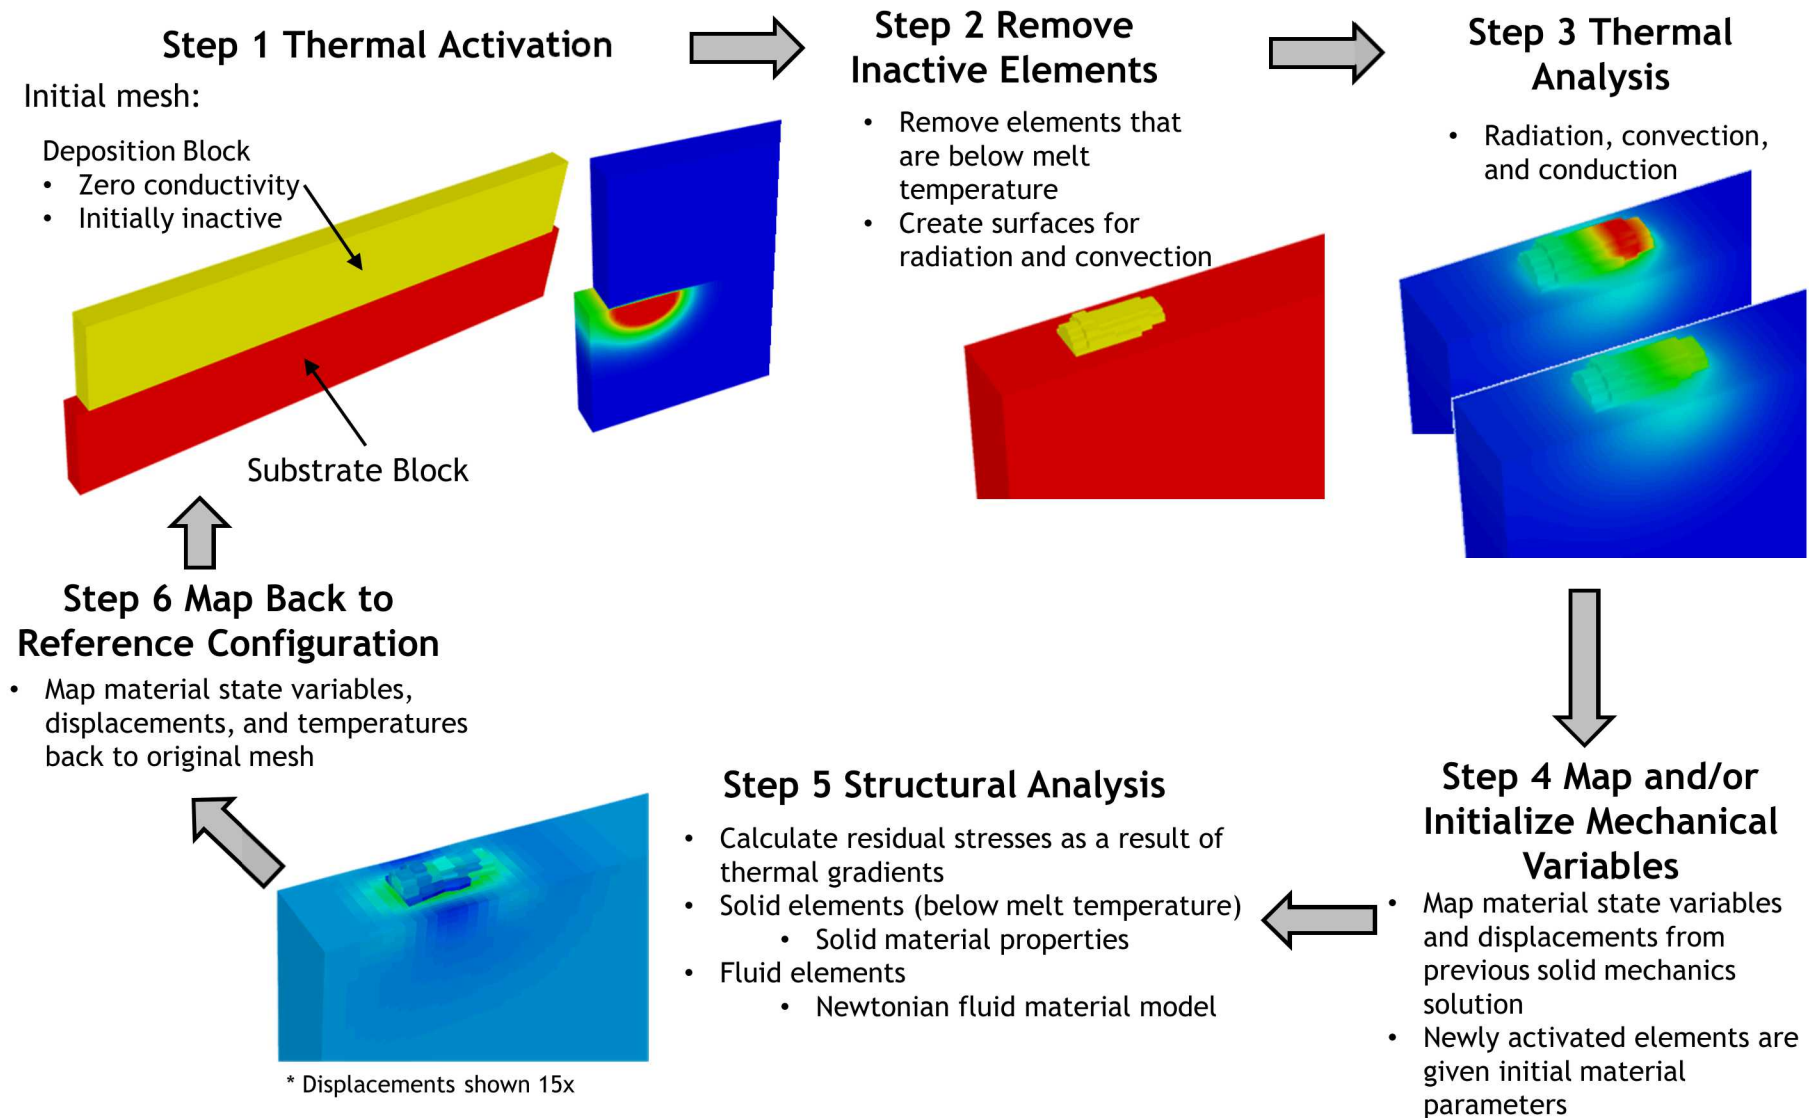 Step 1 Thermal Activation
Initial mesh:
Deposition Block
• Zero conductivity
• Initially inactive
Substrate Block
Step 2 Remove
Inactive Elements
• Remove elements that
are below melt
temperature
• Create surfaces for
radiation and convection
Step 3 Thermal
Analysis
• Radiation, convection,
and conduction
Step 4 Map and/or
Initialize Mechanical
Variables
• Map material state variables
and displacements from
previous solid mechanics
solution
• Newly activated elements are
given initial material
parameters
Step 5 Structural Analysis
• Calculate residual stresses as a result of
thermal gradients
• Solid elements (below melt temperature)
• Solid material properties
• Fluid elements
• Newtonian fluid material model
* Displacements shown 15x
Step 6 Map Back to
Reference Configuration
• Map material state variables,
displacements, and temperatures
back to original mesh